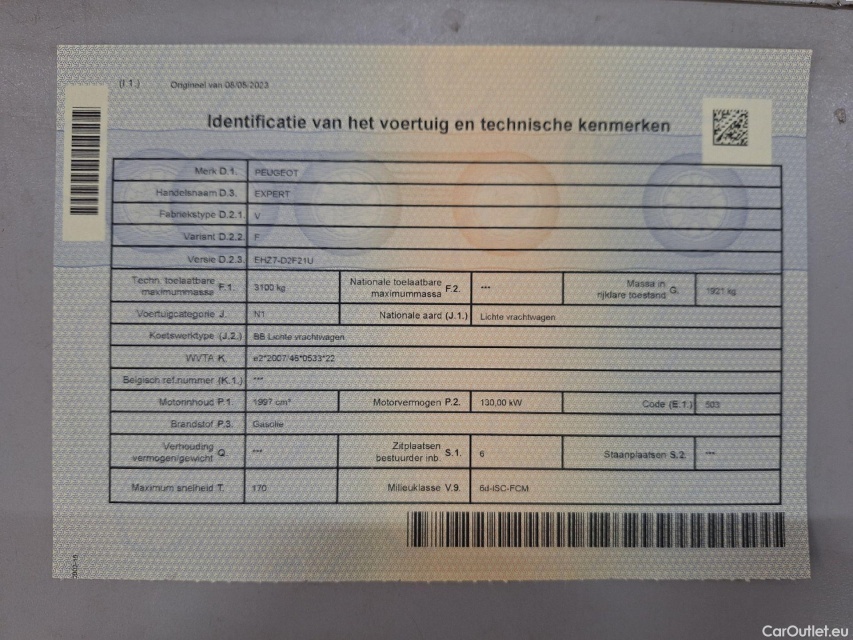 (I.1.) Origineel van 08/08/2023
Identificatie van het voertuig en technische kenmerken
Merk D.1. PEUGEOT
Handelsnaam D.3. EXPERT
Fabriekstype D.2.1 V
Variant D.2.2. F
Versie D.2.3. EHZ7-D2F21U
Techn. toelaatbare maximummassa F.1. 3100 kg Nationale toelaatbare maximummassa F.2. *** Massa in rijklare toestand G. 1921 kg
Voertuigcategorie J. N1 Nationale aard (J.1.) Lichte vrachtwagen
Koetswerktype (J.2.) BB Lichte vrachtwagen
WVTA K. e2*2007/46*0533*22
Belgisch ref.nummer (K.1.) ***
Motorinhoud P.1. 1997 cm³ Motorvermogen P.2. 130,00 kW Code (E.1.) 503
Brandstof P.3. Gasolie
Verhouding vermogen/gewicht Q. *** Zitplaatsen bestuurder inb. S.1. 6 Staanplaatsen S.2. ***
Maximum snelheid T. 170 Milieuklasse V.9. 6d-ISC-FCM
CarOutlet.eu